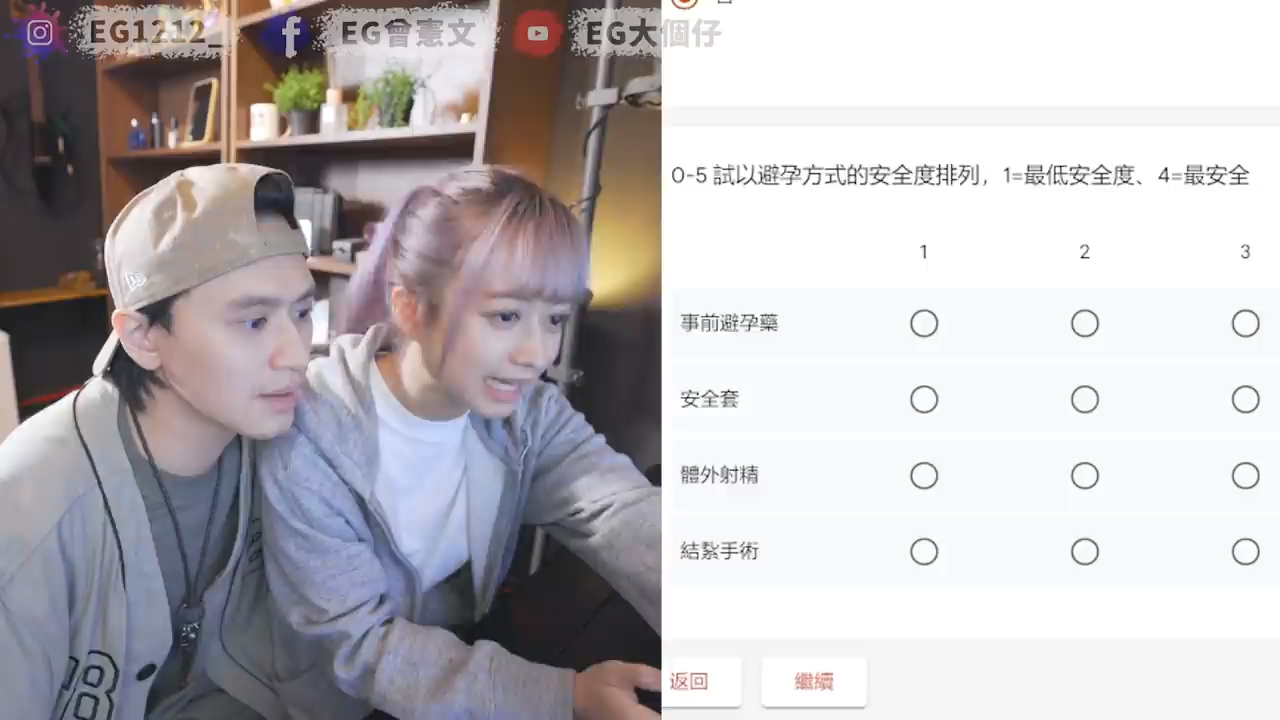 EG1212_ EG曾憲文 EG大個仔
0-5 試以避孕方式的安全度排列，1=最低安全度、4=最安全
1 2 3
事前避孕藥
安全套
體外射精
結紮手術
返回 繼續